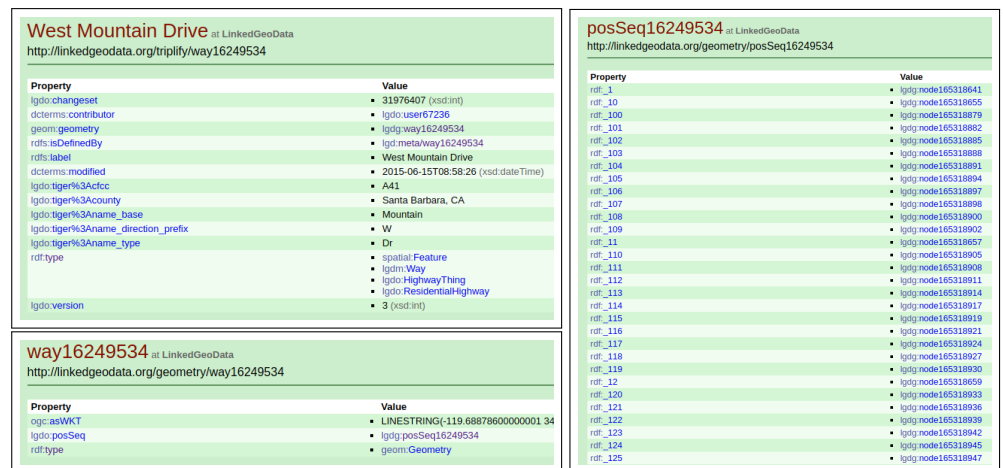 West Mountain Drive at LinkedGeoData
http://linkedgeodata.org/triplify/way16249534
Property Value
lgdo:changeset ▪ 31976407 (xsd:int)
dcterms:contributor ▪ lgdo:user67236
geom:geometry ▪ lgdg:way16249534
rdfs:isDefinedBy ▪ lgd:meta/way16249534
rdfs:label ▪ West Mountain Drive
dcterms:modified ▪ 2015-06-15T08:58:26 (xsd:dateTime)
lgdo:tiger%3Acfcc ▪ A41
lgdo:tiger%3Acounty ▪ Santa Barbara, CA
lgdo:tiger%3Aname_base ▪ Mountain
lgdo:tiger%3Aname_direction_prefix ▪ W
lgdo:tiger%3Aname_type ▪ Dr
rdf:type ▪ spatial:Feature
▪ lgdm:Way
▪ lgdo:HighwayThing
▪ lgdo:ResidentialHighway
lgdo:version ▪ 3 (xsd:int)
way16249534 at LinkedGeoData
http://linkedgeodata.org/geometry/way16249534
Property Value
ogc:asWKT ▪ LINESTRING(-119.68878600000001 34
lgdo:posSeq ▪ lgdg:posSeq16249534
rdf:type ▪ geom:Geometry
posSeq16249534 at LinkedGeoData
http://linkedgeodata.org/geometry/posSeq16249534
Property Value
rdf:_1 ▪ lgdg:node165318641
rdf:_10 ▪ lgdg:node165318655
rdf:_100 ▪ lgdg:node165318879
rdf:_101 ▪ lgdg:node165318882
rdf:_102 ▪ lgdg:node165318885
rdf:_103 ▪ lgdg:node165318888
rdf:_104 ▪ lgdg:node165318891
rdf:_105 ▪ lgdg:node165318894
rdf:_106 ▪ lgdg:node165318897
rdf:_107 ▪ lgdg:node165318898
rdf:_108 ▪ lgdg:node165318900
rdf:_109 ▪ lgdg:node165318902
rdf:_11 ▪ lgdg:node165318657
rdf:_110 ▪ lgdg:node165318905
rdf:_111 ▪ lgdg:node165318908
rdf:_112 ▪ lgdg:node165318911
rdf:_113 ▪ lgdg:node165318914
rdf:_114 ▪ lgdg:node165318917
rdf:_115 ▪ lgdg:node165318919
rdf:_116 ▪ lgdg:node165318921
rdf:_117 ▪ lgdg:node165318924
rdf:_118 ▪ lgdg:node165318927
rdf:_119 ▪ lgdg:node165318930
rdf:_12 ▪ lgdg:node165318659
rdf:_120 ▪ lgdg:node165318933
rdf:_121 ▪ lgdg:node165318936
rdf:_122 ▪ lgdg:node165318939
rdf:_123 ▪ lgdg:node165318942
rdf:_124 ▪ lgdg:node165318945
rdf:_125 ▪ lgdg:node165318947